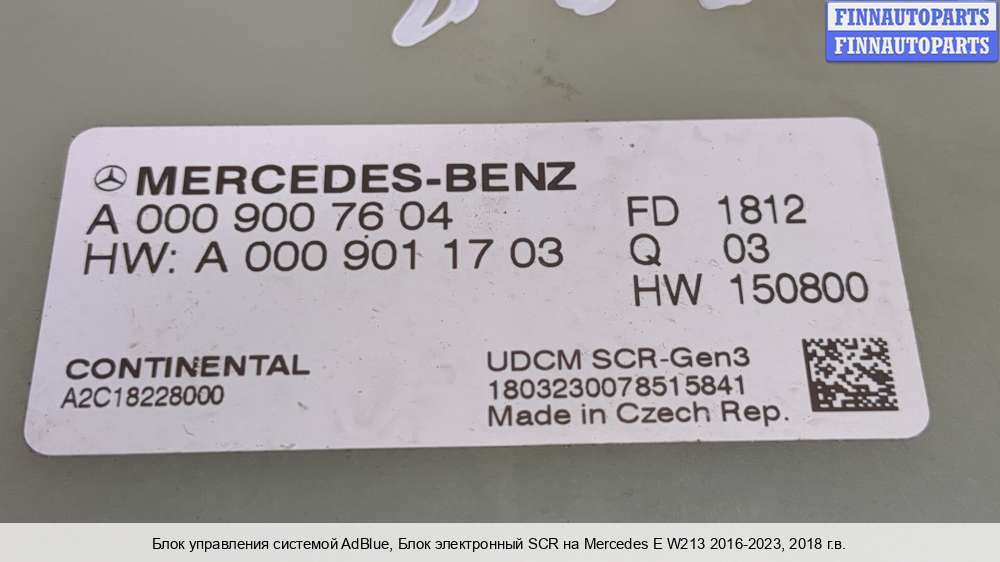 FINNAUTOPARTS
FINNAUTOPARTS
MERCEDES-BENZ
A 000 900 76 04
HW: A 000 901 17 03
FD 1812
Q 03
HW 150800
CONTINENTAL
A2C18228000
UDCM SCR-Gen3
1803230078515841
Made in Czech Rep.
Блок управления системой AdBlue, Блок электронный SCR на Mercedes E W213 2016-2023, 2018 г.в.